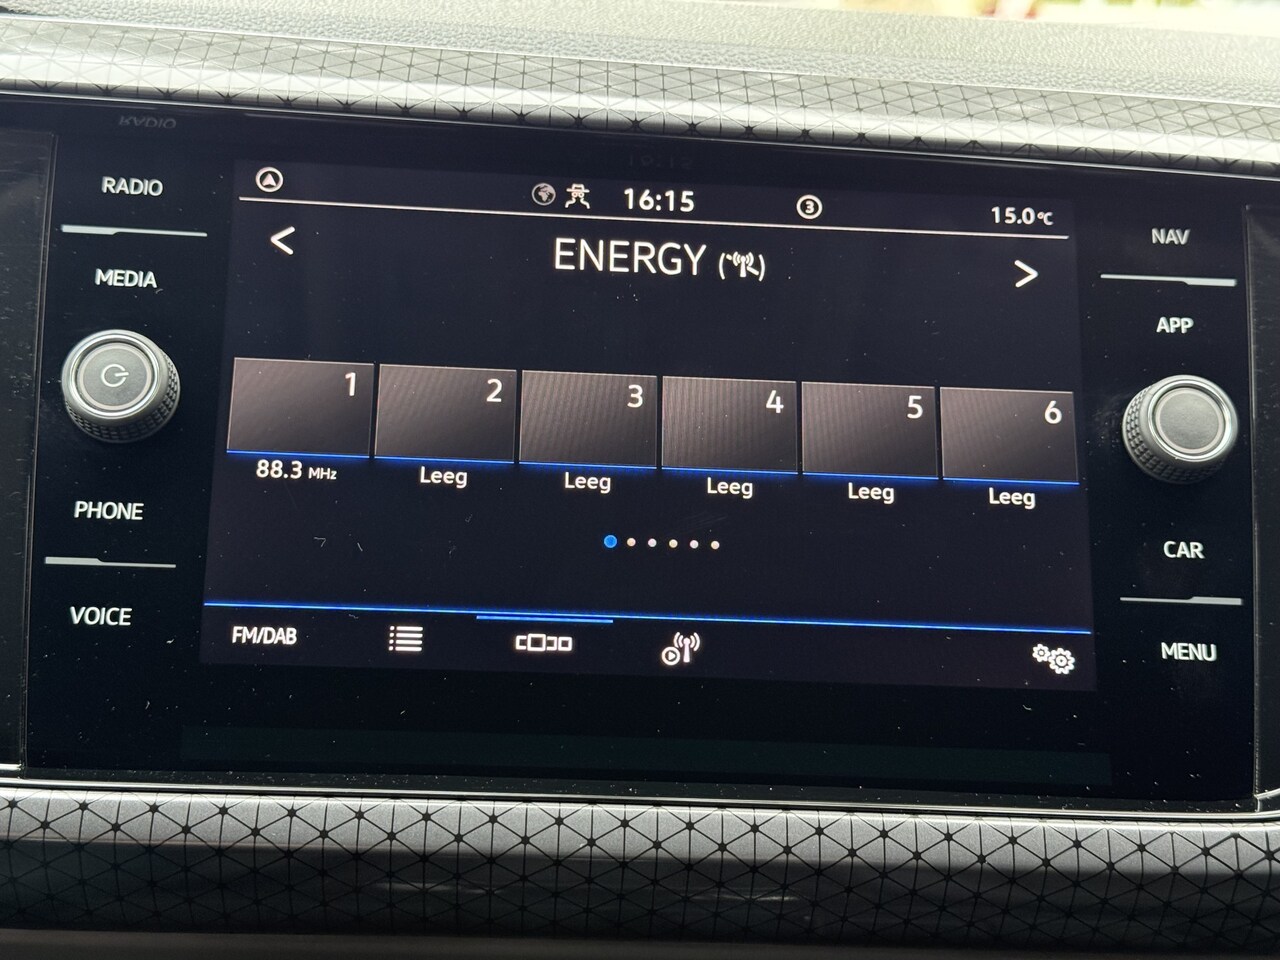 RADIO
MEDIA
PHONE
VOICE
16:15
3
15.0°C
< ENERGY >
1 2 3 4 5 6
88.3 MHz Leeg Leeg Leeg Leeg Leeg
FM/DAB
NAV
APP
CAR
MENU